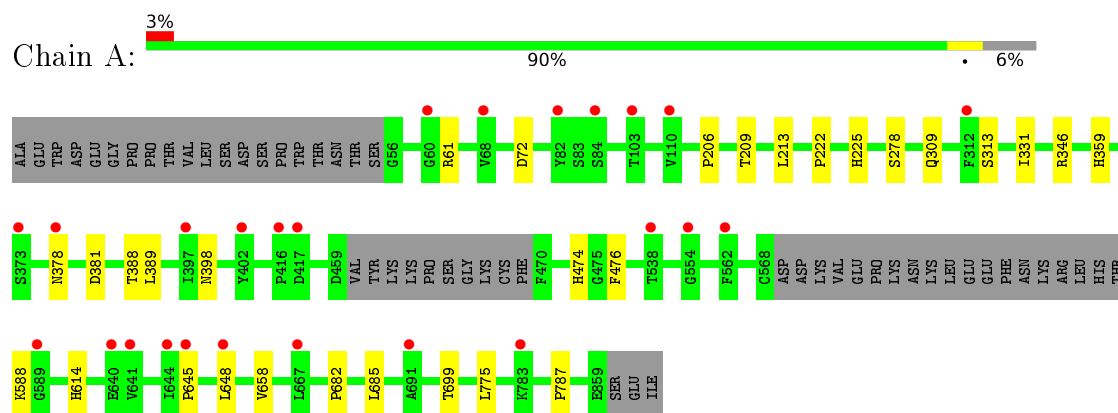 3%
Chain A:
90% • 6%
ALA GLU TRP ASP GLU GLY PRO PRO THR VAL LEU SER ASP SER PRO TRP THR ASN THR SER G56 G60 R61 V68 D72 Y82 S83 S84 T103 V110 P206 T209 L213 P222 H225 S278 Q309 F312 S313 I331 R346 H359
S373 N378 D381 T388 L389 I397 N398 Y402 P416 D417 D459 VAL TYR LYS LYS PRO SER GLY LYS CYS PHE F470 H474 G475 F476 T538 G554 F562 C568 ASP ASP LYS VAL GLU PRO LYS ASN LYS LEU GLU GLU PHE ASN LYS ARG LEU HIS THR
K588 G589 H614 E640 V641 I644 P645 L648 V658 L667 P682 L685 A691 T699 L775 K783 P787 E859 SER GLU ILE